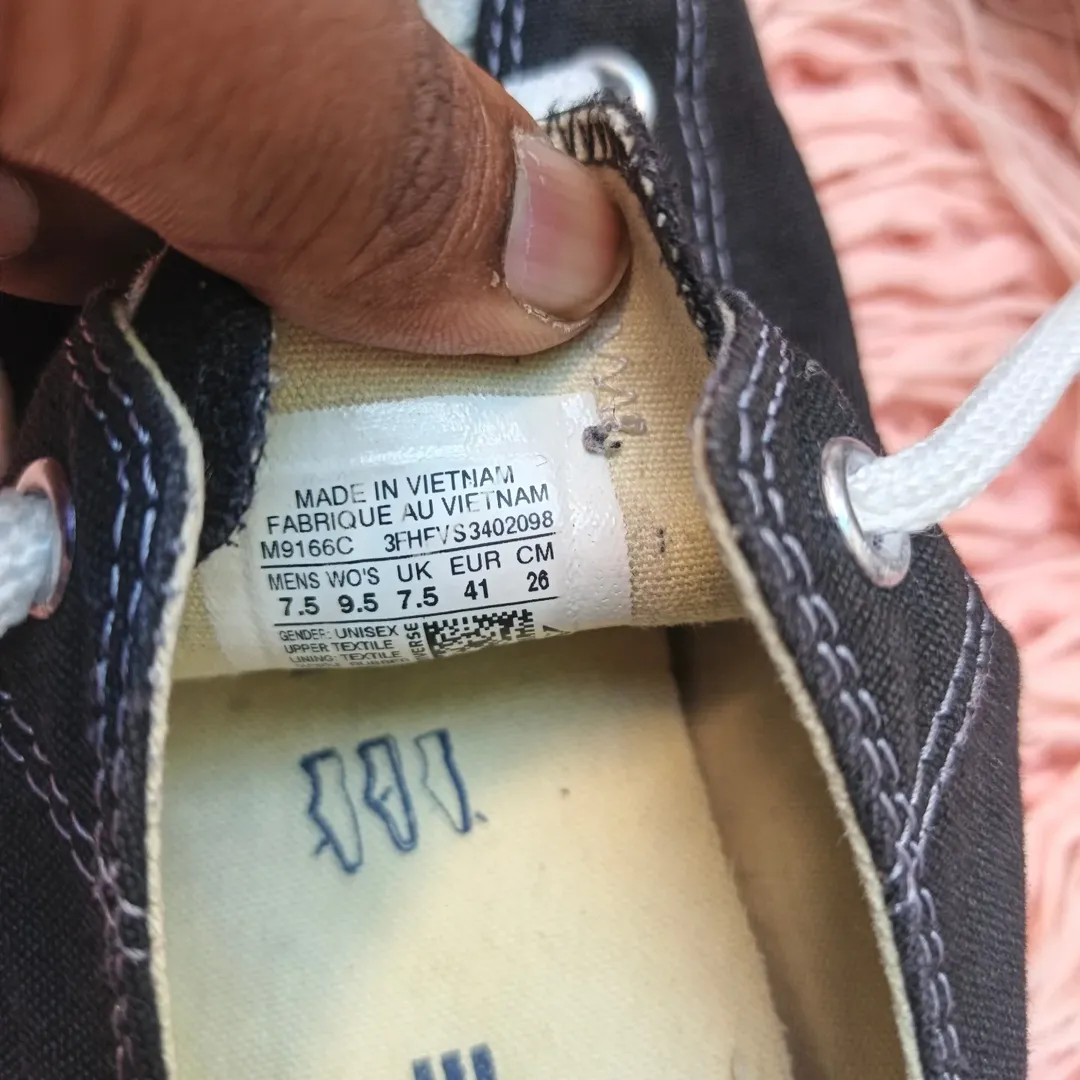 MADE IN VIETNAM
FABRIQUE AU VIETNAM
M9166C 3FHFVS3402098
MENS WO'S UK EUR CM
7.5 9.5 7.5 41 26
GENDER: UNISEX
UPPER TEXTILE
LINING: TEXTILE